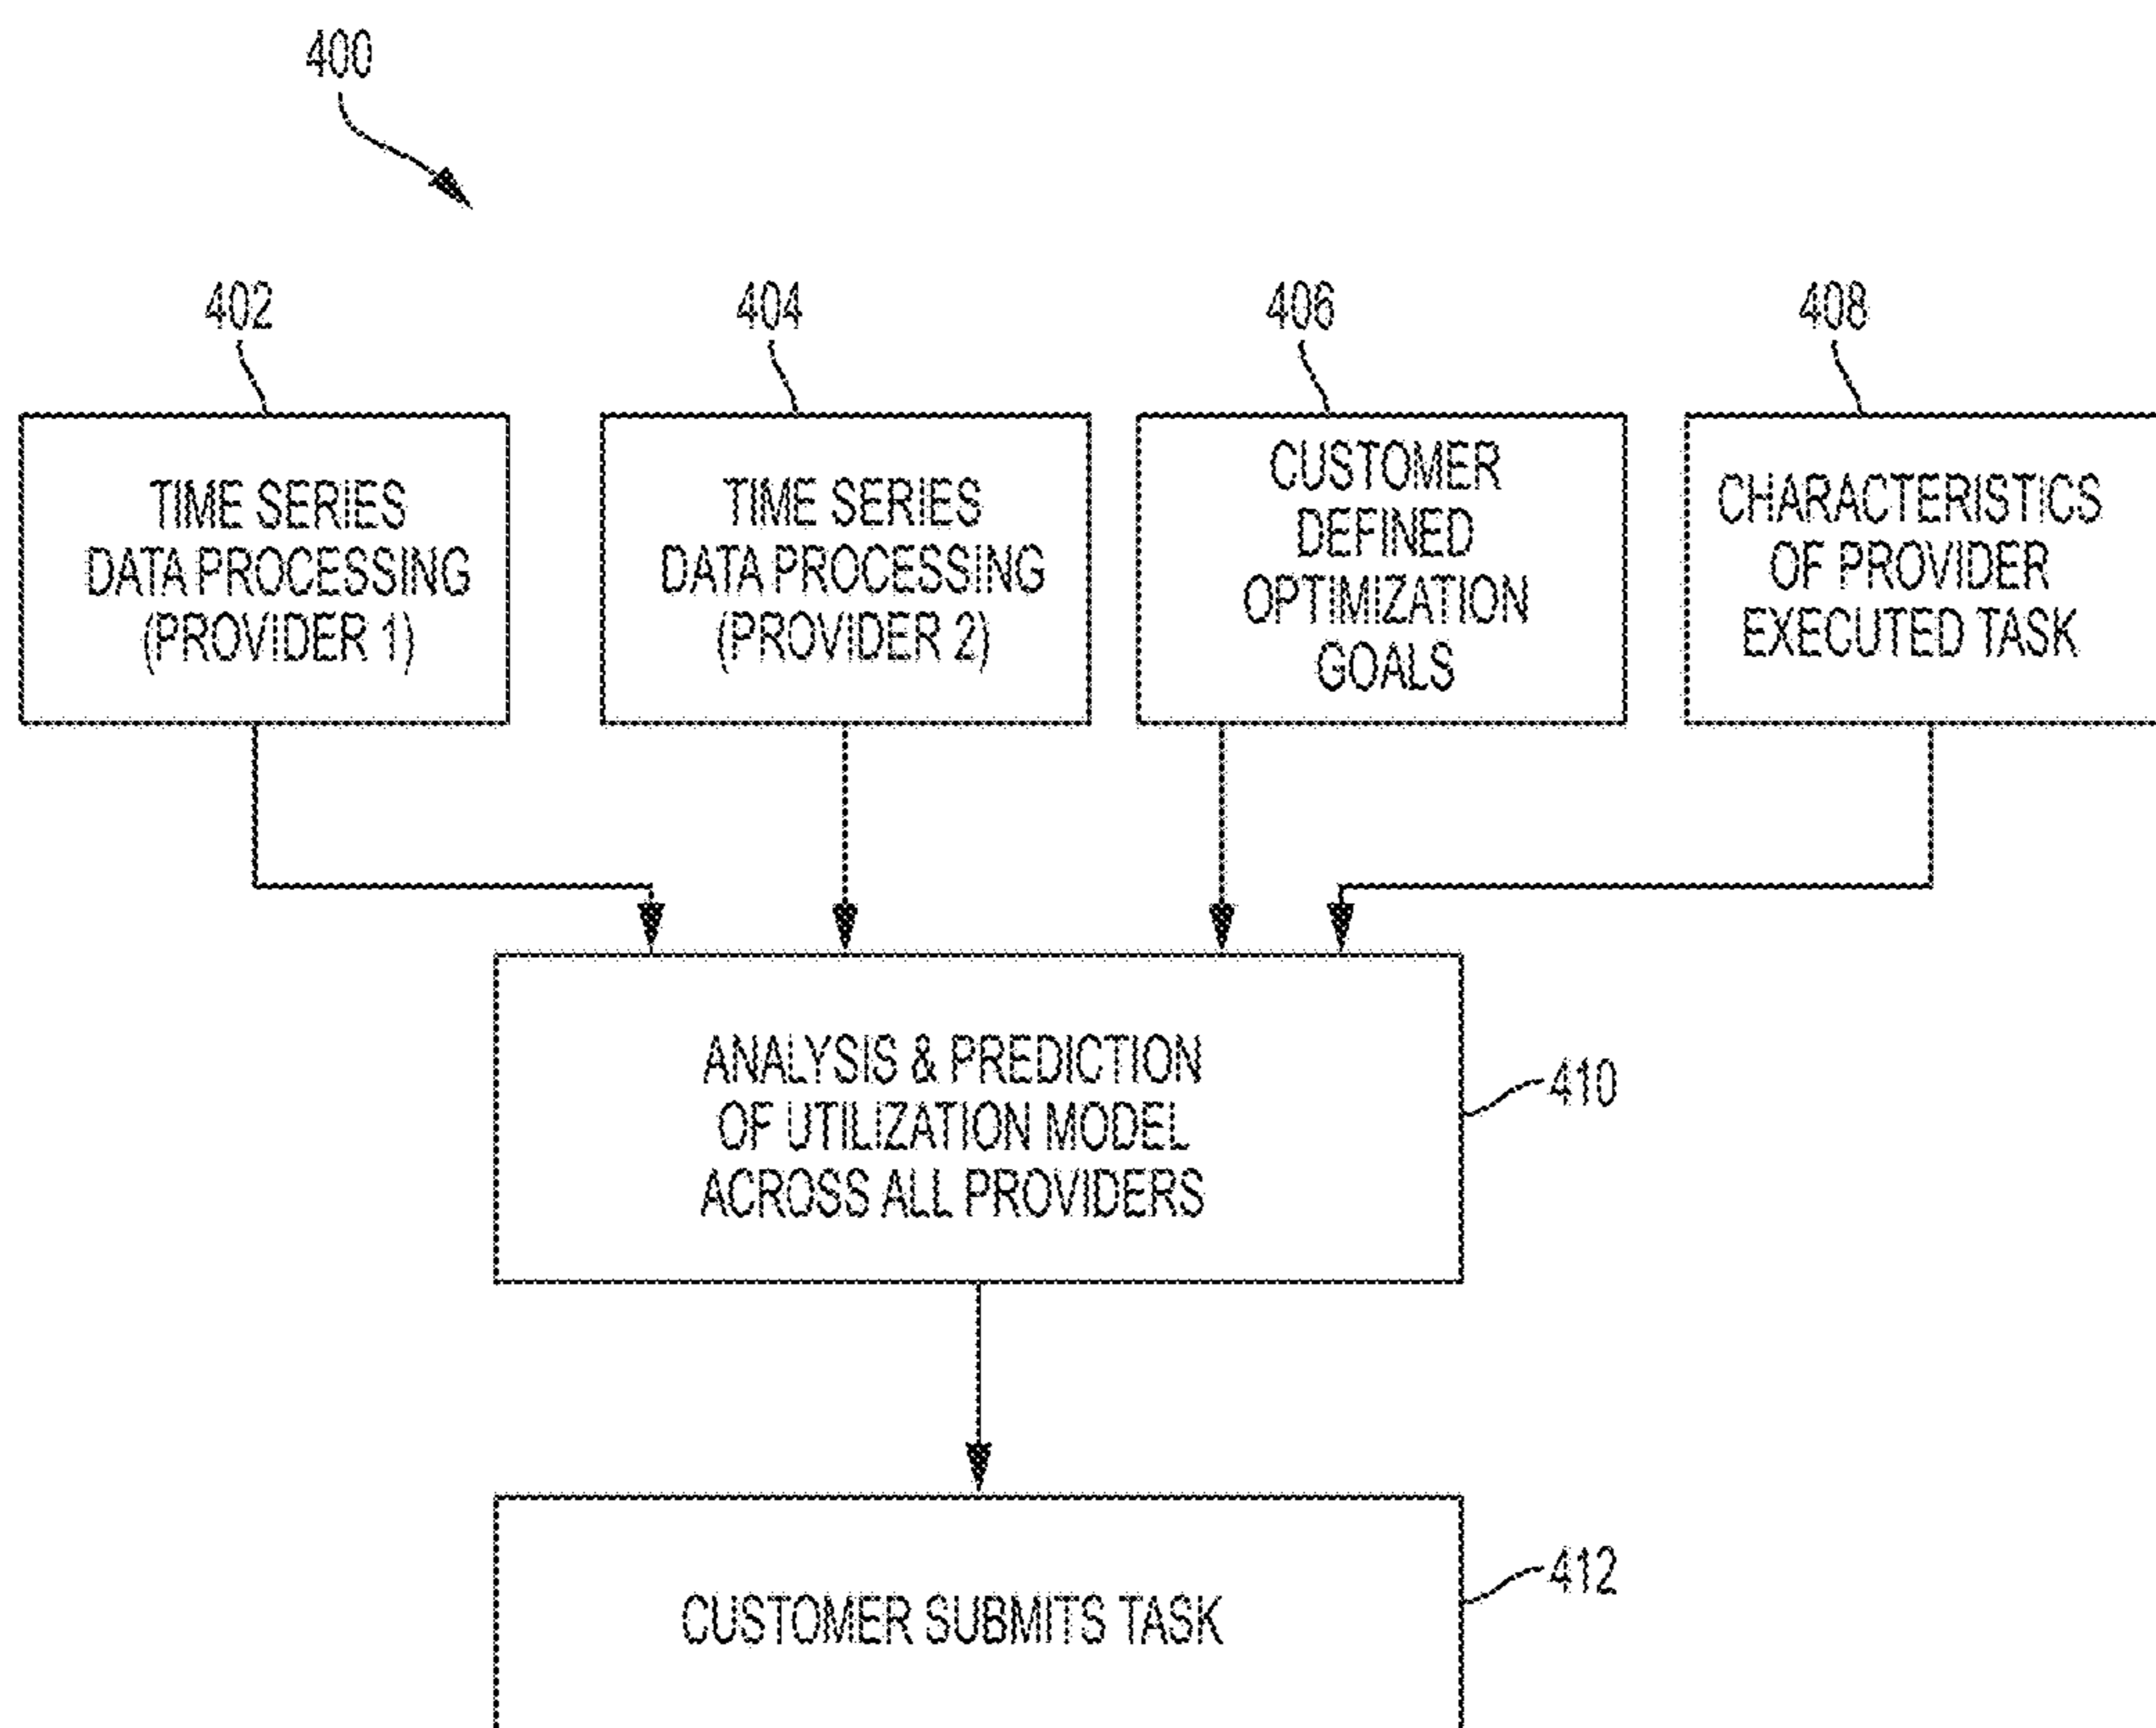 400
402
404
406
408
TIME SERIES
DATA PROCESSING
(PROVIDER 1)
TIME SERIES
DATA PROCESSING
(PROVIDER 2)
CUSTOMER
DEFINED
OPTIMIZATION
GOALS
CHARACTERISTICS
OF PROVIDER
EXECUTED TASK
ANALYSIS & PREDICTION
OF UTILIZATION MODEL
ACROSS ALL PROVIDERS
410
CUSTOMER SUBMITS TASK
412